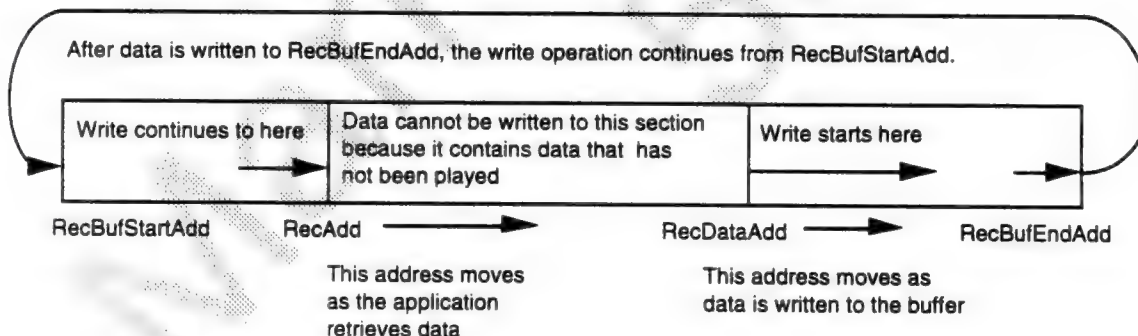 After data is written to RecBufEndAdd, the write operation continues from RecBufStartAdd.
Write continues to here
Data cannot be written to this section
because it contains data that has
not been played
Write starts here
RecBufStartAdd
RecAdd
RecDataAdd
RecBufEndAdd
This address moves
as the application
retrieves data
This address moves as
data is written to the buffer